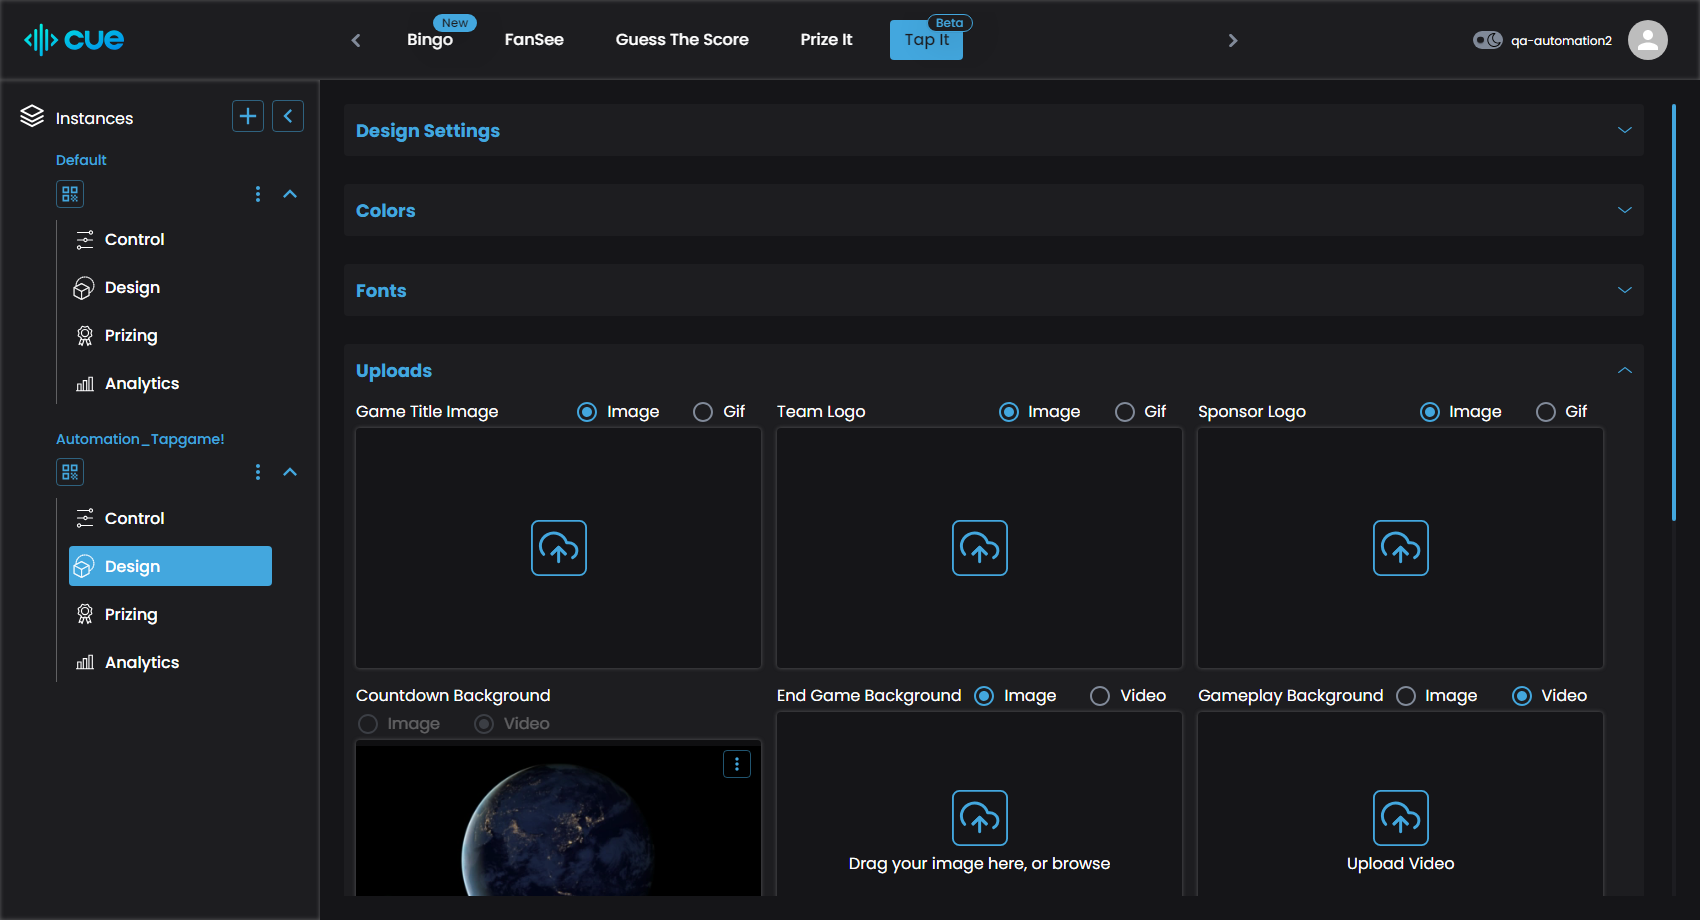 cue
New
Bingo
FanSee
Guess The Score
Prize It
Beta
Tap It
qa-automation2
Instances
Default
Control
Design
Prizing
Analytics
Automation_Tapgame!
Control
Design
Prizing
Analytics
Design Settings
Colors
Fonts
Uploads
Game Title Image Image Gif
Team Logo Image Gif
Sponsor Logo Image Gif
Countdown Background
Image Video
End Game Background Image Video
Drag your image here, or browse
Gameplay Background Image Video
Upload Video